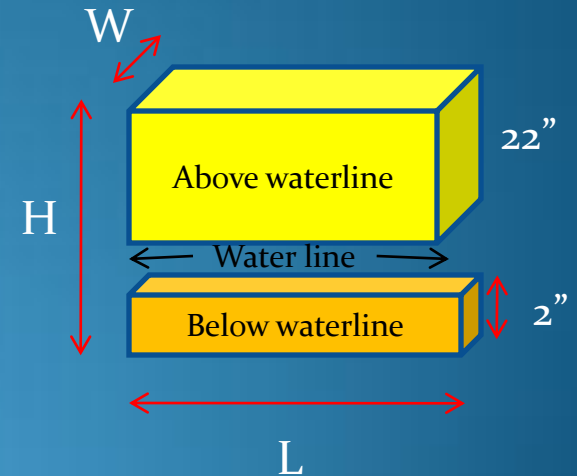 W
22”
Above waterline
H
Water line
Below waterline
2”
L